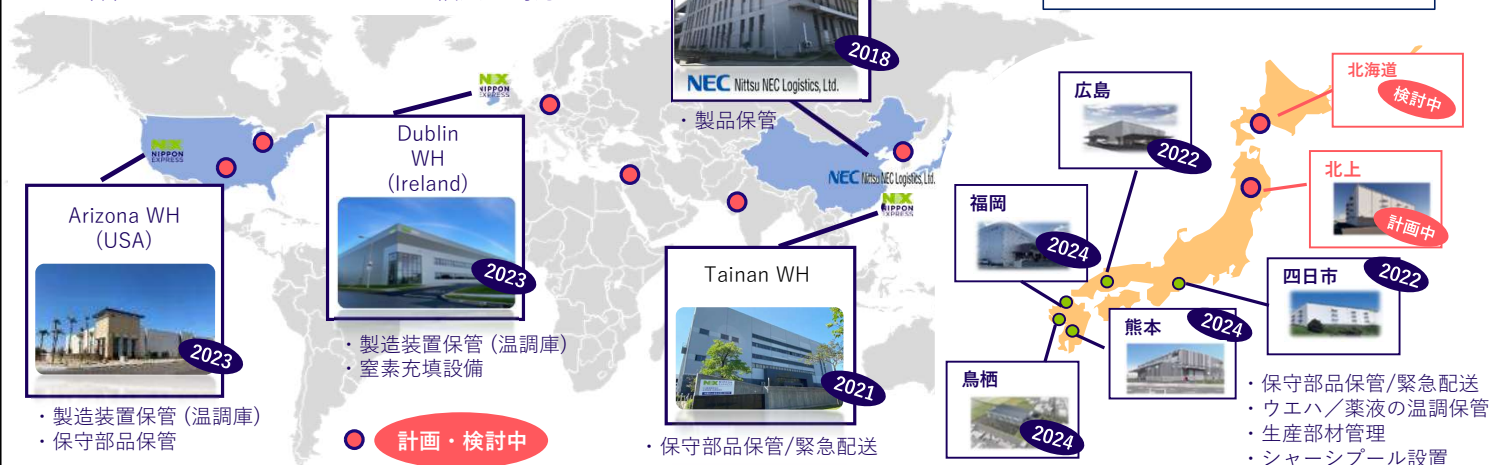 2018
NEC Nittsu NEC Logistics, Ltd.
・製品保管
NX
NIPPON
EXPRESS
NX
NIPPON
EXPRESS
Arizona WH
(USA)
2023
・製造装置保管 (温調庫)
・保守部品保管
Dublin
WH
(Ireland)
2023
・製造装置保管 (温調庫)
・窒素充填設備
計画・検討中
NEC Nittsu NEC Logistics, Ltd.
NX
NIPPON
EXPRESS
Tainan WH
2021
・保守部品保管/緊急配送
広島
2022
福岡
2024
鳥栖
2024
熊本
2024
四日市
2022
北海道
検討中
北上
計画中
・保守部品保管/緊急配送
・ウエハ／薬液の温調保管
・生産部材管理
・シャーシプール設置